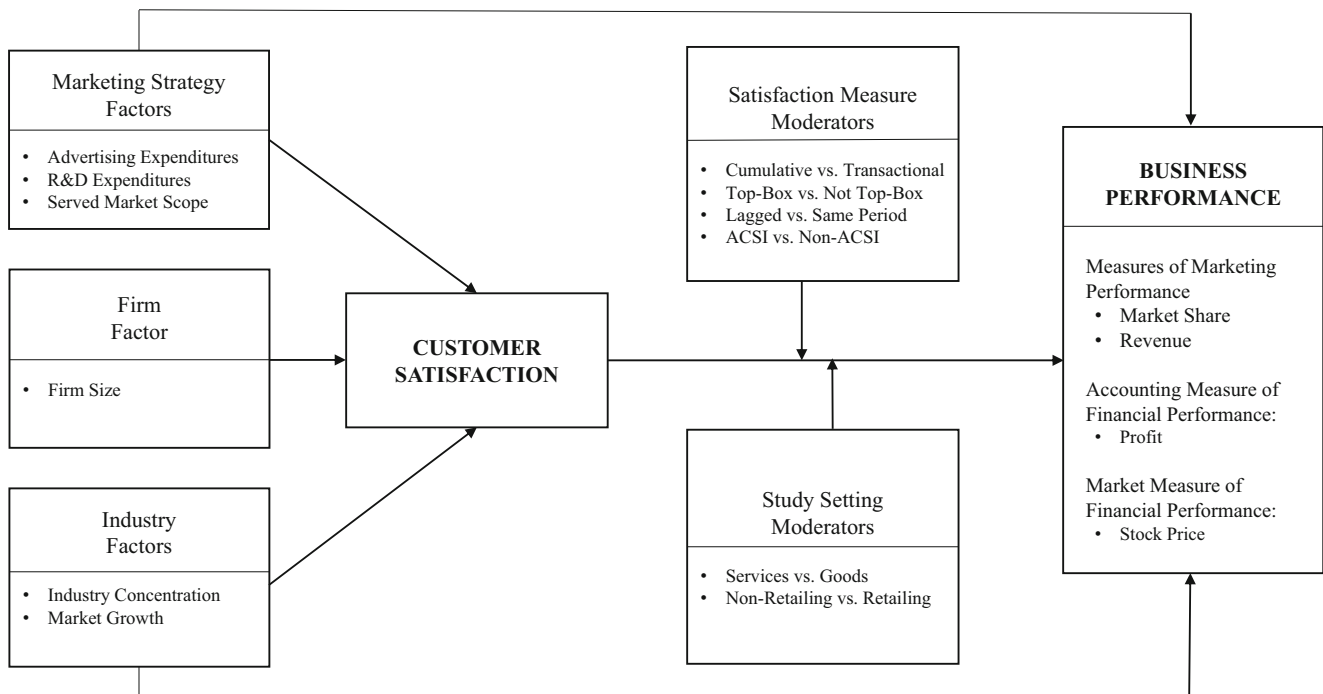 Marketing Strategy
Factors
• Advertising Expenditures
• R&D Expenditures
• Served Market Scope
Firm
Factor
• Firm Size
Industry
Factors
• Industry Concentration
• Market Growth
CUSTOMER
SATISFACTION
Satisfaction Measure
Moderators
• Cumulative vs. Transactional
• Top-Box vs. Not Top-Box
• Lagged vs. Same Period
• ACSI vs. Non-ACSI
Study Setting
Moderators
• Services vs. Goods
• Non-Retailing vs. Retailing
BUSINESS
PERFORMANCE
Measures of Marketing
Performance
• Market Share
• Revenue
Accounting Measure of
Financial Performance:
• Profit
Market Measure of
Financial Performance:
• Stock Price